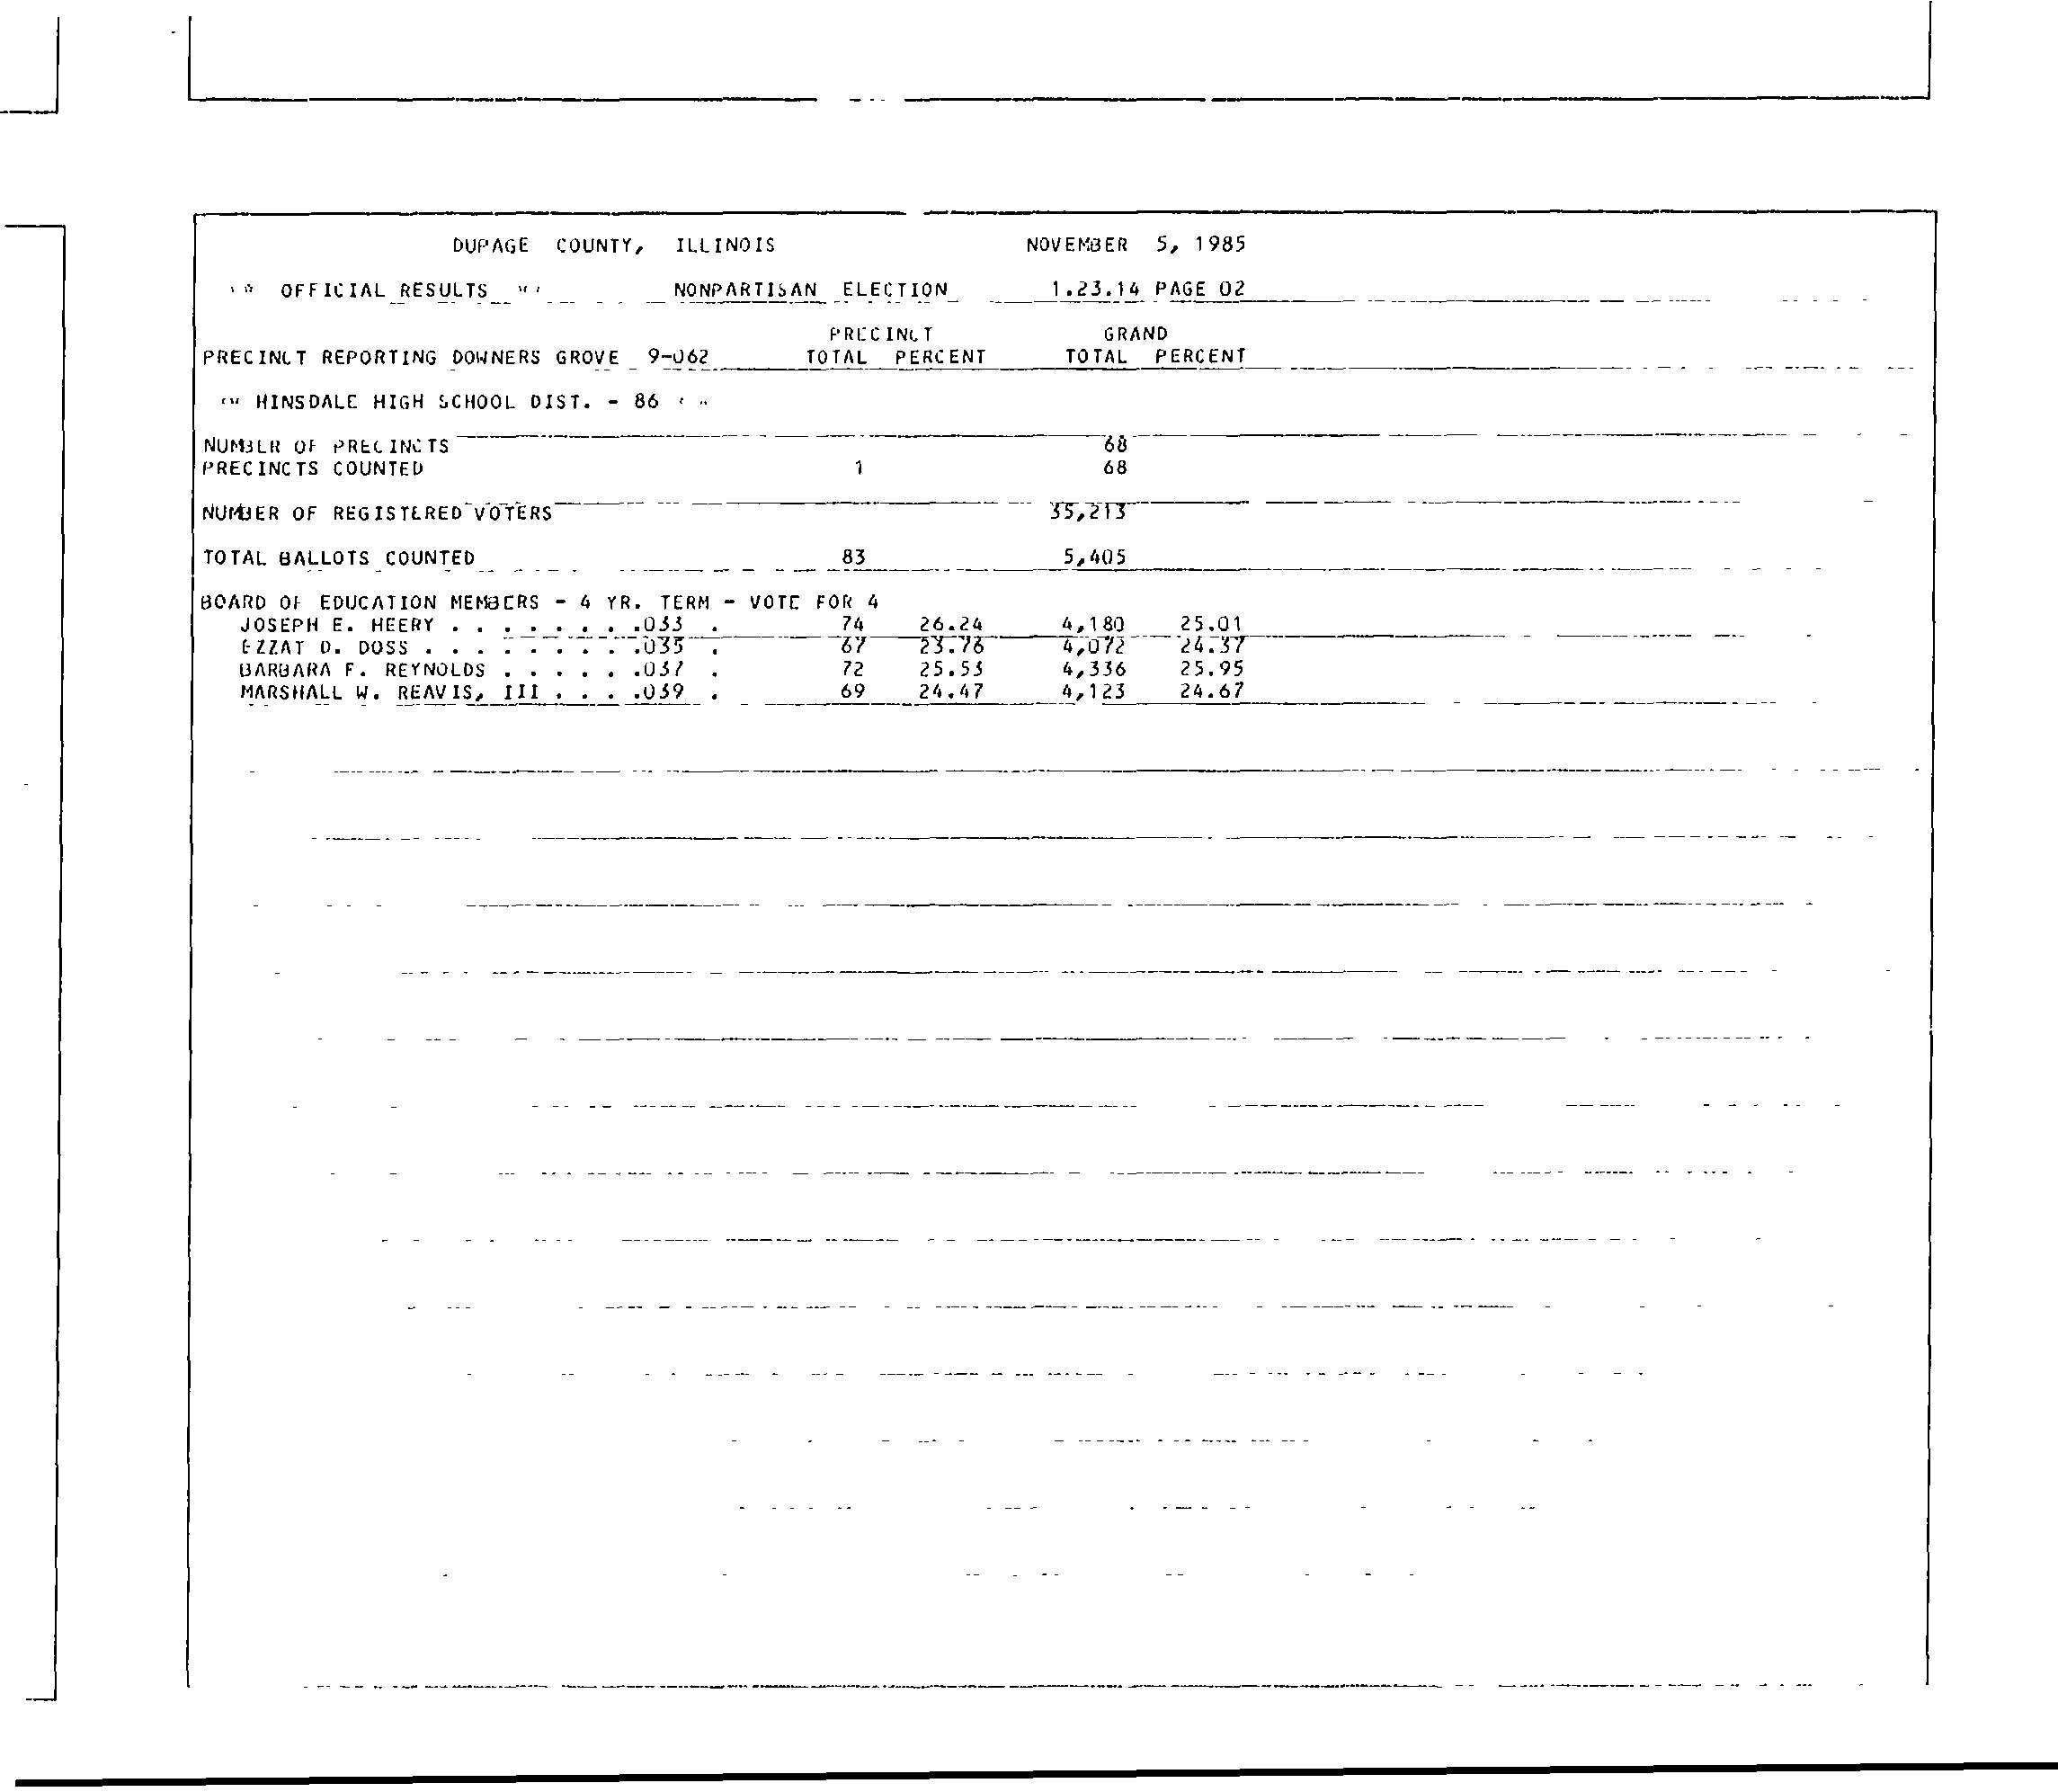 DUPAGE COUNTY, ILLINOIS NOVEMBER 5, 1985
OFFICIAL RESULTS NONPARTISAN ELECTION 1.23.14 PAGE 02
PRECINCT GRAND
PRECINCT REPORTING DOWNERS GROVE 9-062 TOTAL PERCENT TOTAL PERCENT
HINSDALE HIGH SCHOOL DIST. - 86
NUMBER OF PRECINCTS 68
PRECINCTS COUNTED 1 68
NUMBER OF REGISTERED VOTERS 35,213
TOTAL BALLOTS COUNTED 83 5,405
BOARD OF EDUCATION MEMBERS - 4 YR. TERM - VOTE FOR 4
JOSEPH E. HEERY . . . . . . . .033 . 74 26.24 4,180 25.01
EZZAT D. DOSS . . . . . . . . .035 . 67 23.76 4,072 24.37
BARBARA F. REYNOLDS . . . . . .037 . 72 25.53 4,336 25.95
MARSHALL W. REAVIS, III . . . .039 . 69 24.47 4,123 24.67